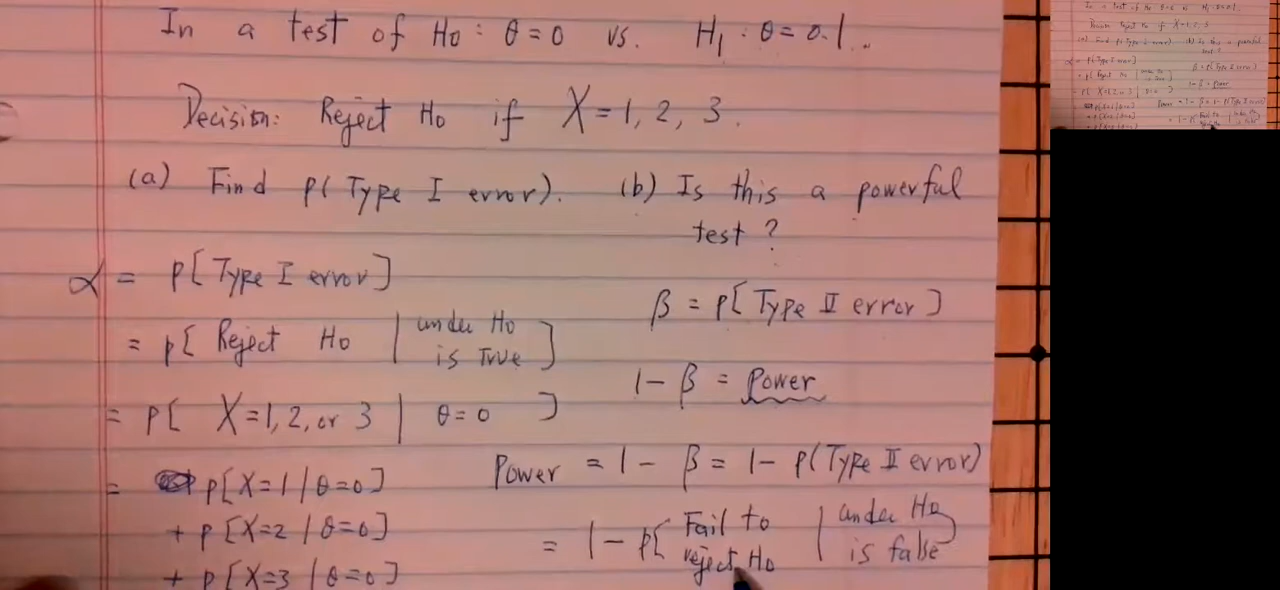 In a test of H0 : θ = 0 vs. H1 : θ = 0.1.
Decision: Reject H0 if X = 1, 2, 3.
(a) Find p( Type I error).
(b) Is this a powerful
test ?
α = P[ Type I error]
= p[ Reject H0 | under H0
is True ]
= P[ X=1, 2, or 3 | θ=0 ]
= p[X=1 | θ=0]
+ p[X=2 | θ=0]
+ p[X=3 | θ=0]
β = p[ Type II error ]
1 - β = Power
Power = 1 - β = 1 - p(Type II error)
= 1 - p[ Fail to
reject H0 | under H0
is false